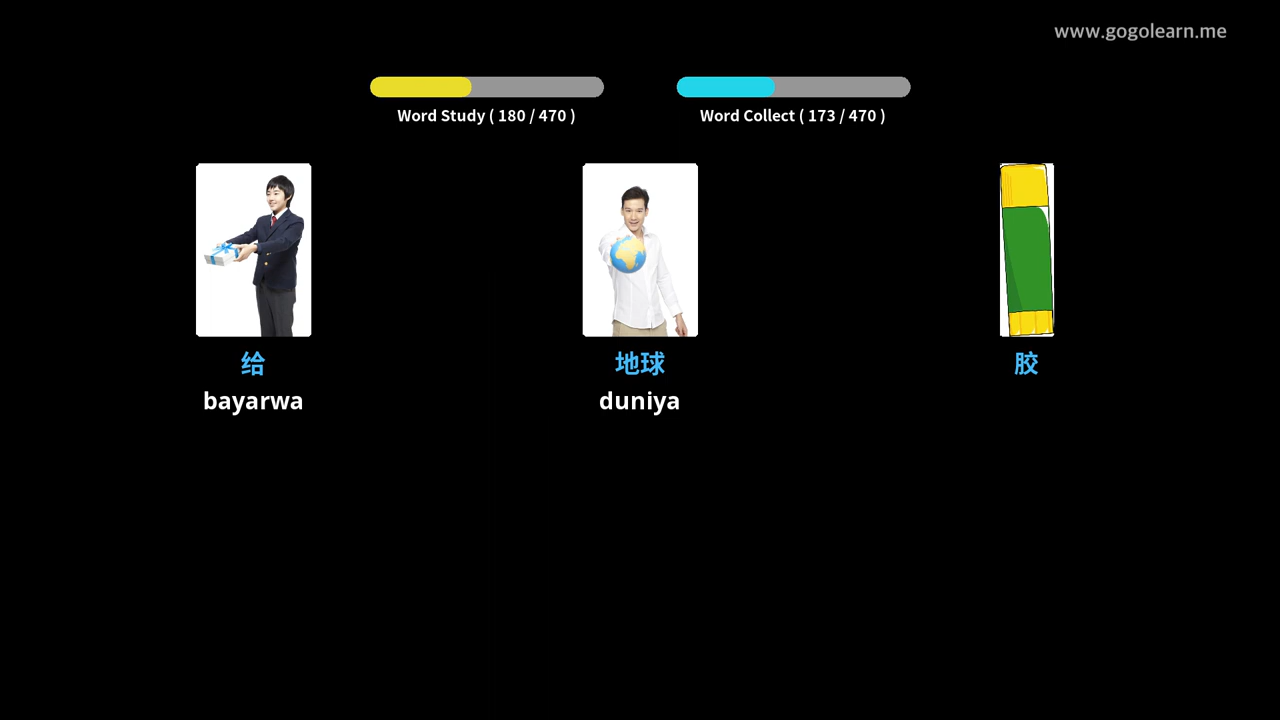 www.gogolearn.me
Word Study ( 180 / 470 )
Word Collect ( 173 / 470 )
给
地球
胶
bayarwa
duniya